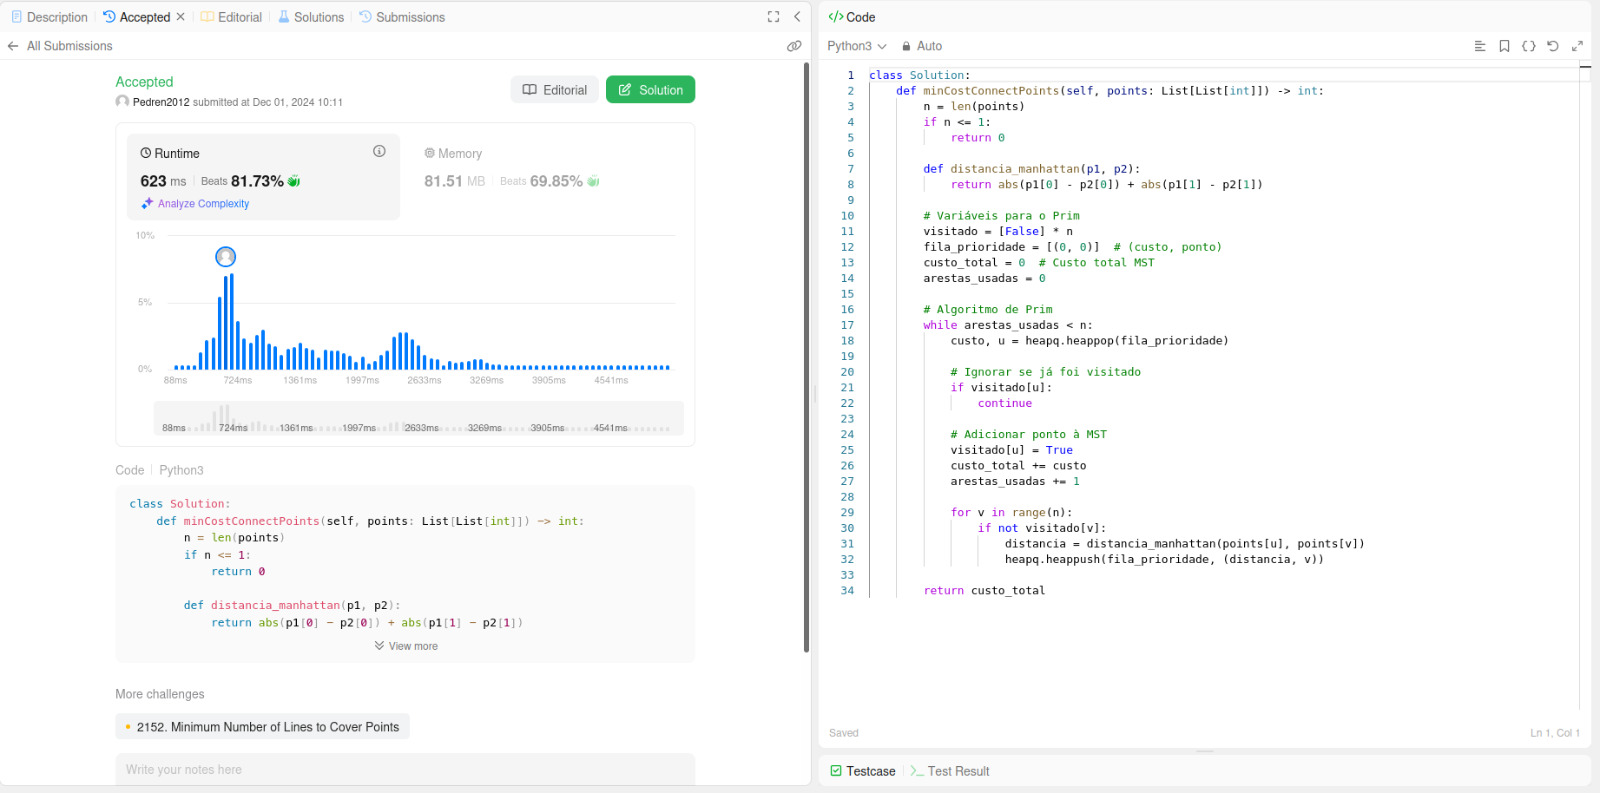 Description
Accepted
Editorial
Solutions
Submissions
All Submissions
Accepted
Pedren2012 submitted at Dec 01, 2024 10:11
Editorial
Solution
Runtime
623 ms Beats 81.73%
Analyze Complexity
Memory
81.51 MB Beats 69.85%
10%
5%
0%
88ms 724ms 1361ms 1997ms 2633ms 3269ms 3905ms 4541ms
88ms 724ms 1361ms 1997ms 2633ms 3269ms 3905ms 4541ms
Code Python3
class Solution:
def minCostConnectPoints(self, points: List[List[int]]) -> int:
n = len(points)
if n <= 1:
return 0
def distancia_manhattan(p1, p2):
return abs(p1[0] - p2[0]) + abs(p1[1] - p2[1])
View more
More challenges
2152. Minimum Number of Lines to Cover Points
Write your notes here
</> Code
Python3 Auto
1 class Solution:
2 def minCostConnectPoints(self, points: List[List[int]]) -> int:
3 n = len(points)
4 if n <= 1:
5 return 0
6
7 def distancia_manhattan(p1, p2):
8 return abs(p1[0] - p2[0]) + abs(p1[1] - p2[1])
9
10 # Variáveis para o Prim
11 visitado = [False] * n
12 fila_prioridade = [(0, 0)] # (custo, ponto)
13 custo_total = 0 # Custo total MST
14 arestas_usadas = 0
15
16 # Algoritmo de Prim
17 while arestas_usadas < n:
18 custo, u = heapq.heappop(fila_prioridade)
19
20 # Ignorar se já foi visitado
21 if visitado[u]:
22 continue
23
24 # Adicionar ponto à MST
25 visitado[u] = True
26 custo_total += custo
27 arestas_usadas += 1
28
29 for v in range(n):
30 if not visitado[v]:
31 distancia = distancia_manhattan(points[u], points[v])
32 heapq.heappush(fila_prioridade, (distancia, v))
33
34 return custo_total
Saved
Ln 1, Col 1
Testcase
Test Result